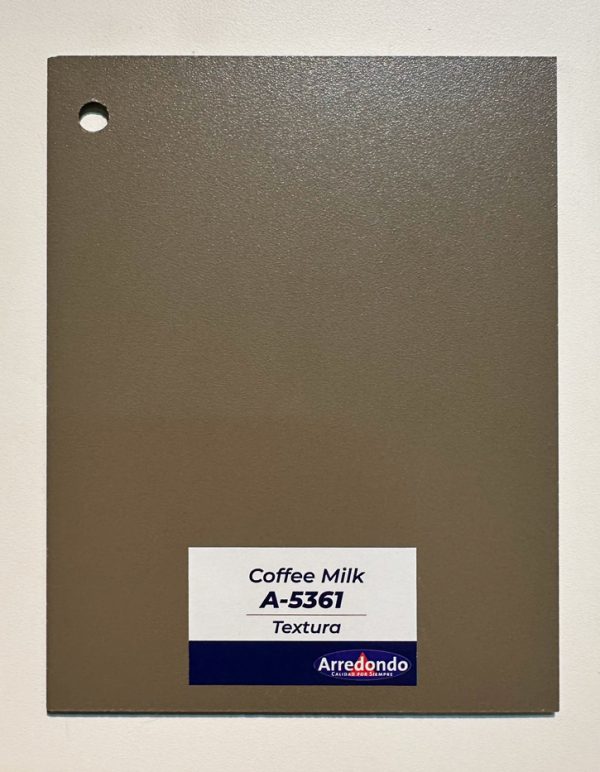 Coffee Milk
A-5361
Textura
Arredondo
CALIDAD POR SIEMPRE